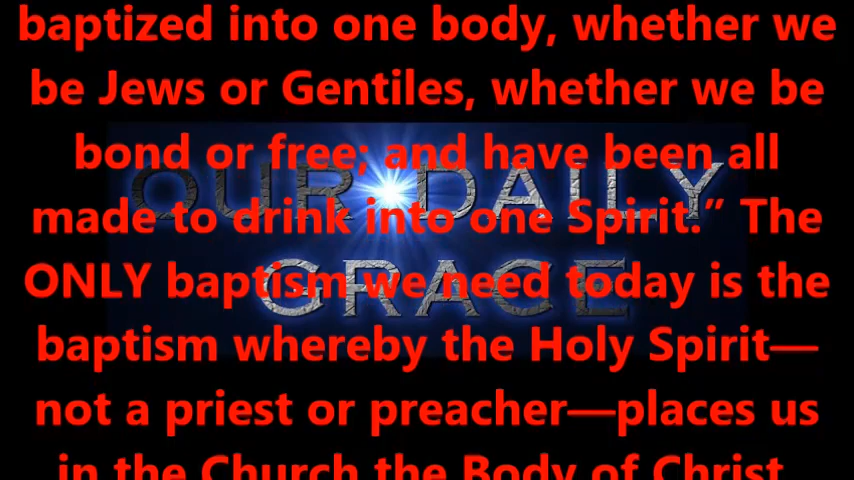 baptized into one body, whether we
be Jews or Gentiles, whether we be
bond or free; and have been all
made to drink into one Spirit.” The
ONLY baptism we need today is the
baptism whereby the Holy Spirit—
not a priest or preacher—places us
in the Church the Body of Christ
OUR DAILY
GRACE